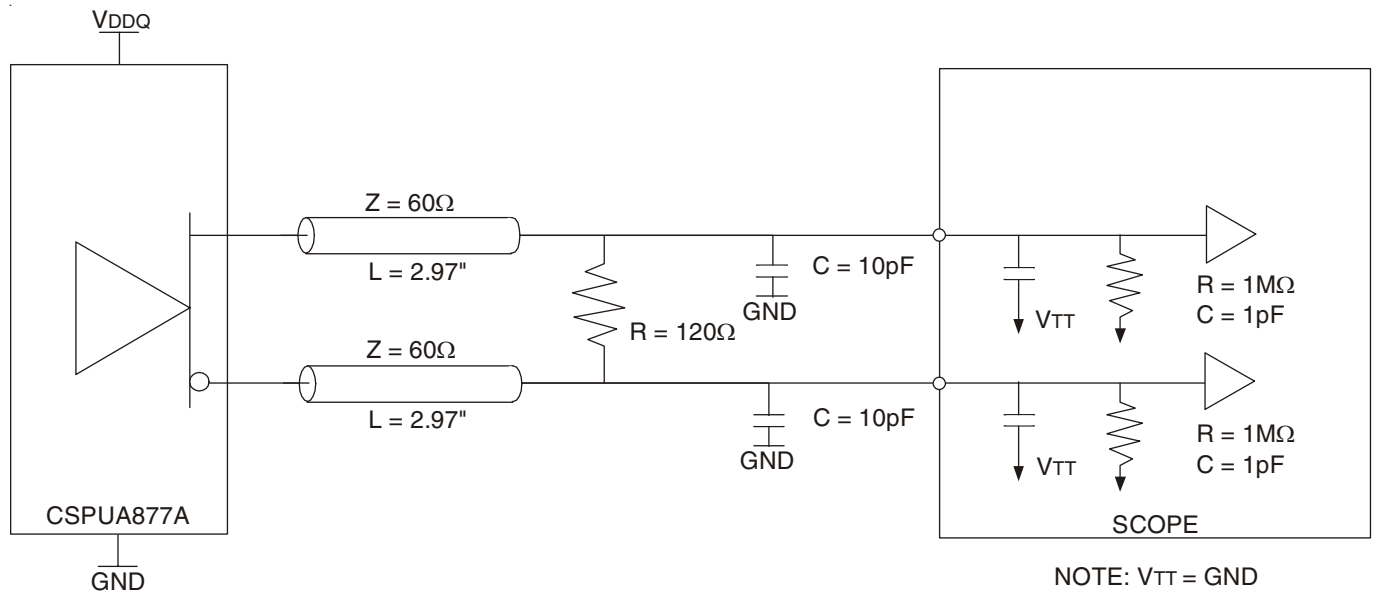 VDDQ
Z = 60Ω
L = 2.97"
C = 10pF
GND
R = 120Ω
Z = 60Ω
L = 2.97"
C = 10pF
GND
CSPUA877A
GND
VTT
R = 1MΩ
C = 1pF
VTT
R = 1MΩ
C = 1pF
SCOPE
NOTE: VTT = GND